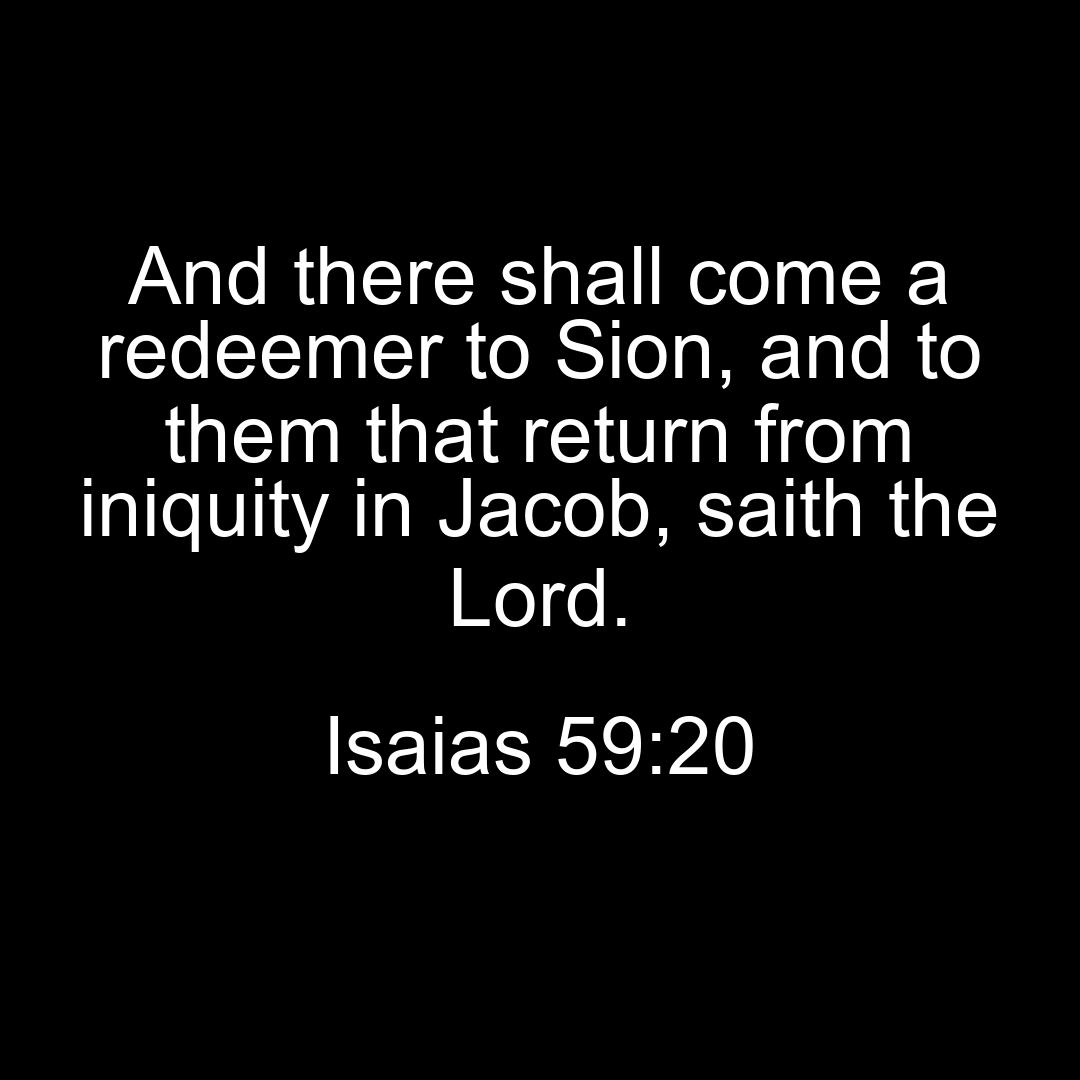 And there shall come a
redeemer to Sion, and to
them that return from
iniquity in Jacob, saith the
Lord.
Isaias 59:20